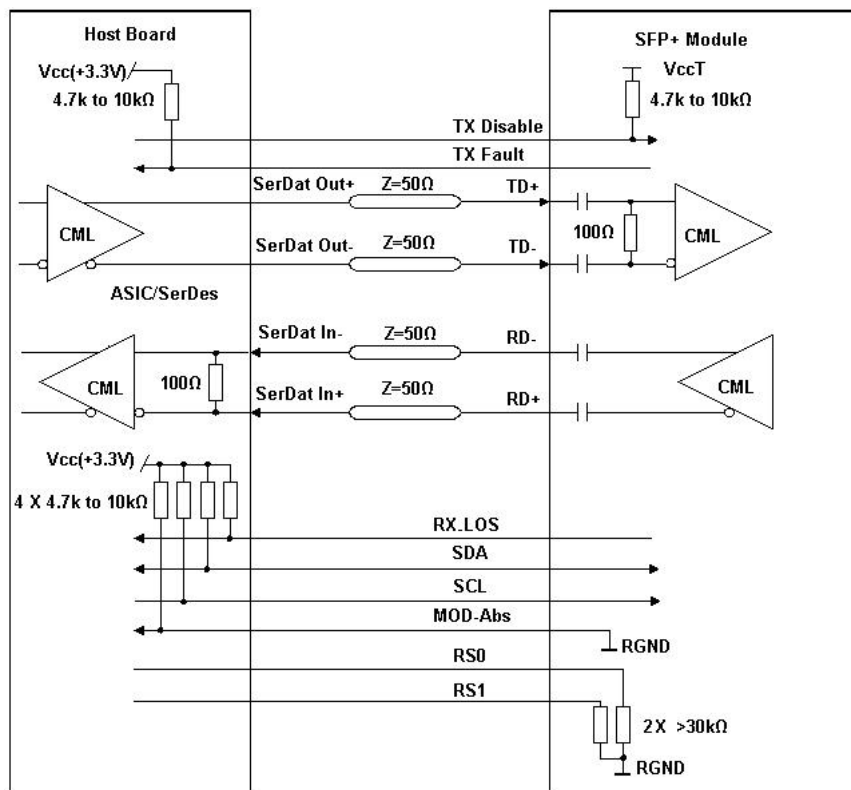 Host Board
SFP+ Module
Vcc(+3.3V)
4.7k to 10kΩ
VccT
4.7k to 10kΩ
TX Disable
TX Fault
SerDat Out+
Z=50Ω
TD+
CML
100Ω
CML
SerDat Out-
Z=50Ω
TD-
ASIC/SerDes
SerDat In-
Z=50Ω
RD-
CML
100Ω
SerDat In+
Z=50Ω
RD+
CML
Vcc(+3.3V)
4 X 4.7k to 10kΩ
RX_LOS
SDA
SCL
MOD-Abs
RGND
RS0
RS1
2X >30kΩ
RGND